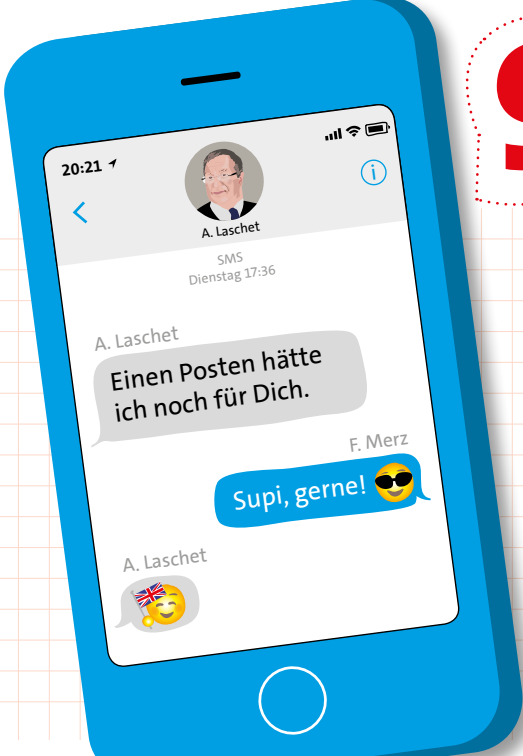 20:21
A. Laschet
SMS
Dienstag 17:36
A. Laschet
Einen Posten hätte
ich noch für Dich.
F. Merz
Supi, gerne!
A. Laschet